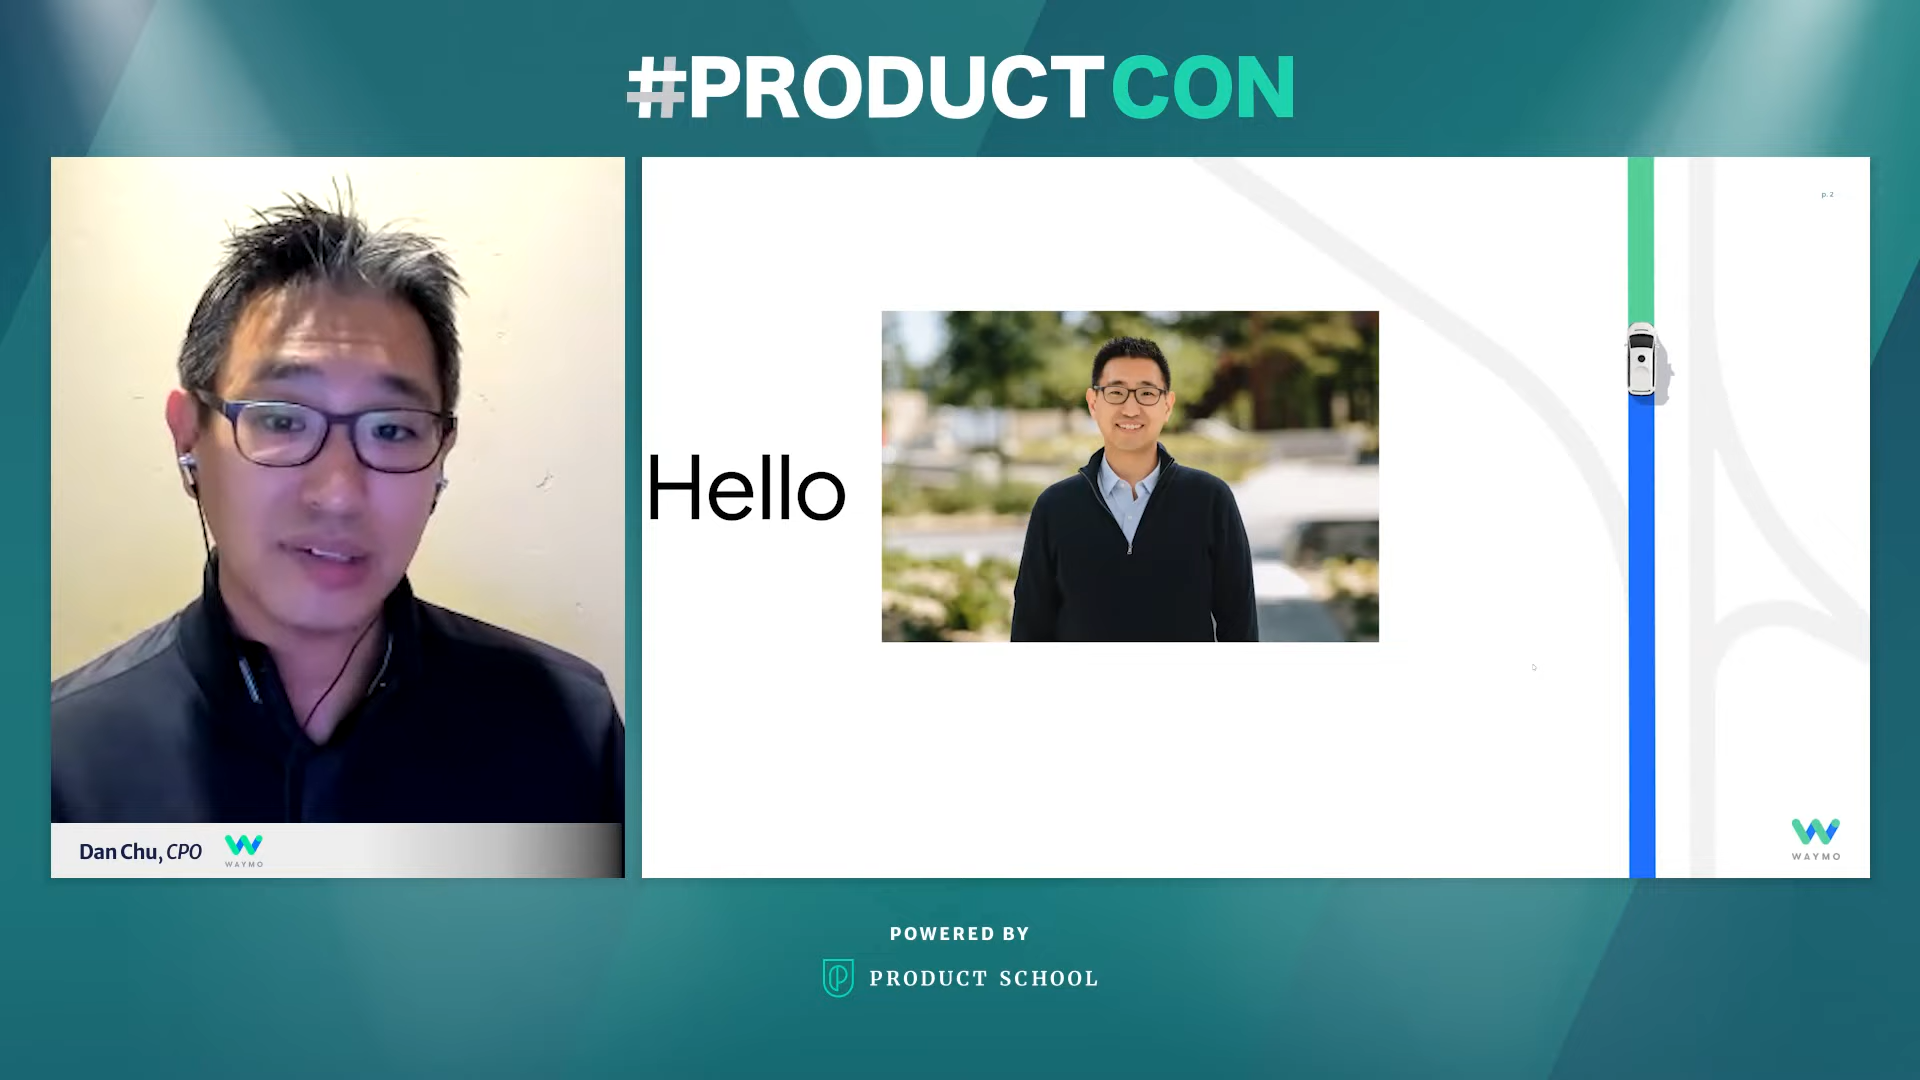 #PRODUCTCON
p. 2
Hello
Dan Chu, CPO
WAYMO
WAYMO
POWERED BY
PRODUCT SCHOOL